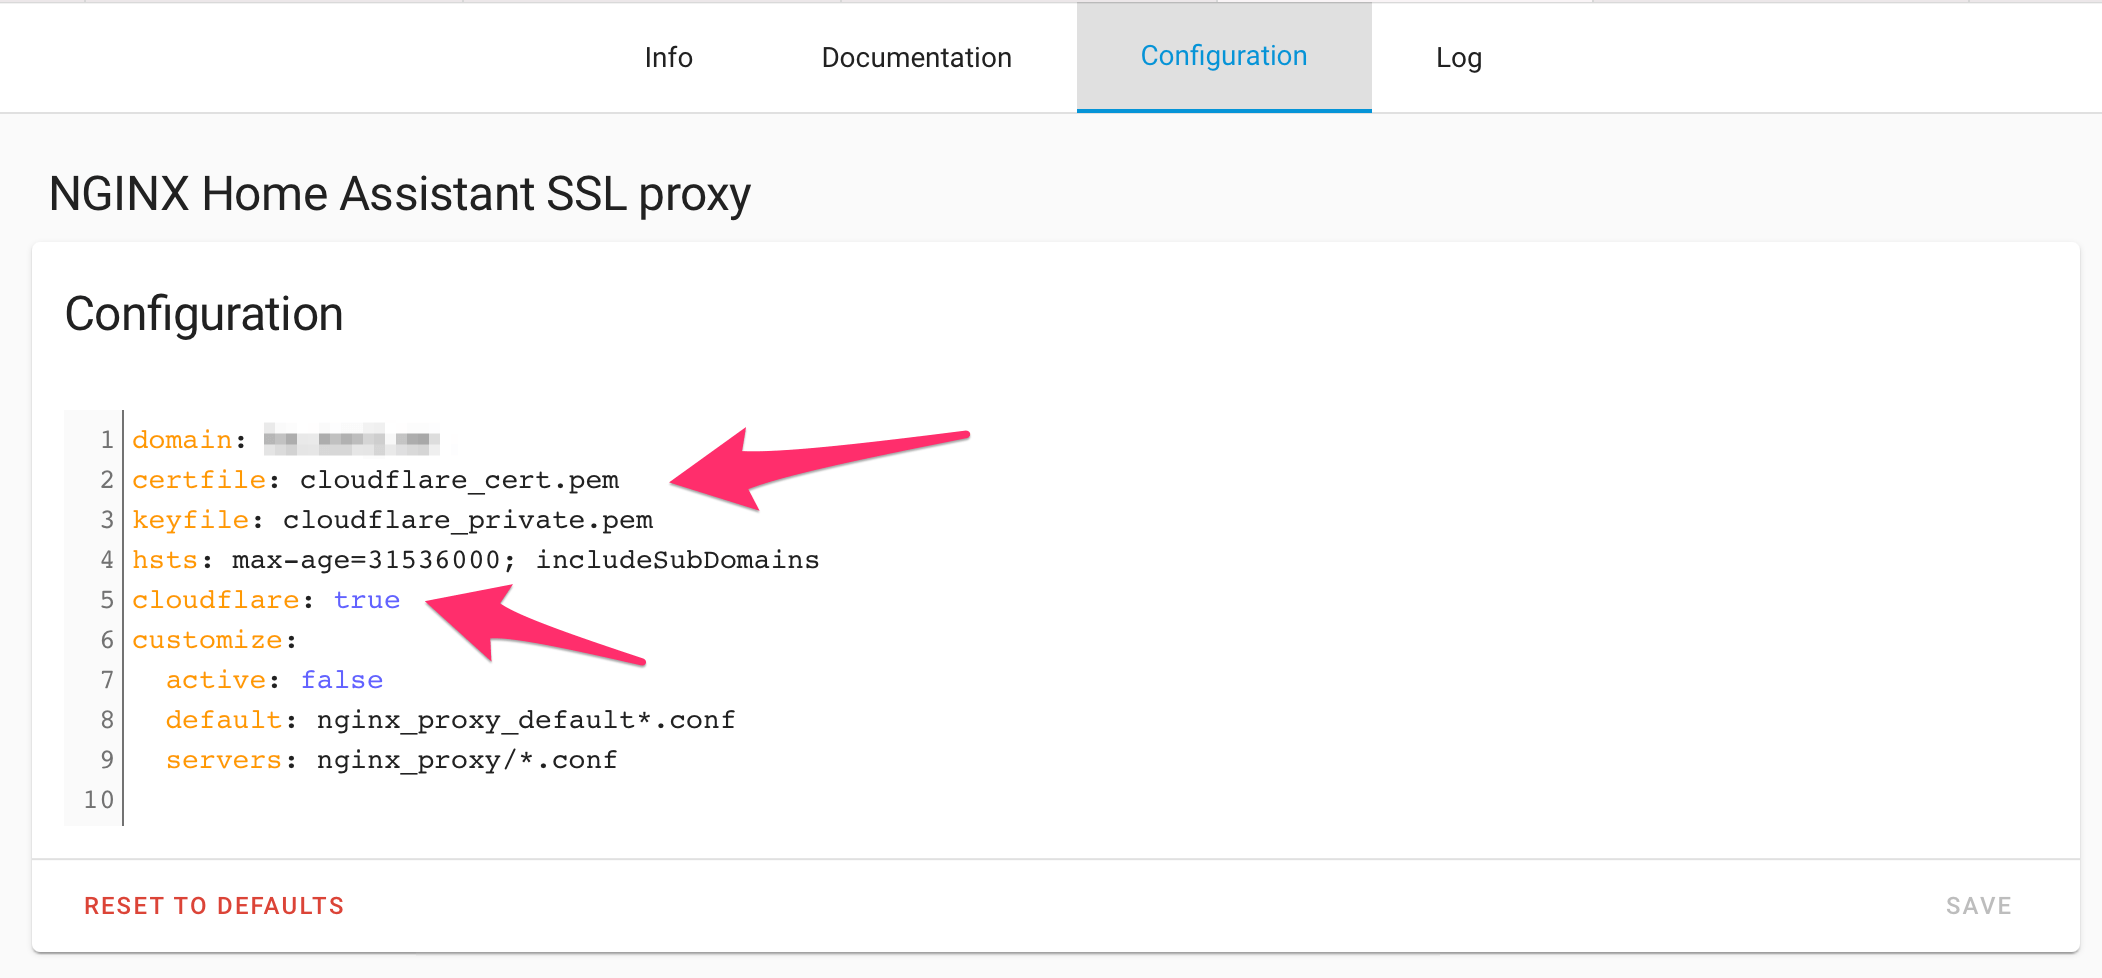 Info Documentation Configuration Log
NGINX Home Assistant SSL proxy
Configuration
1 domain:
2 certfile: cloudflare_cert.pem
3 keyfile: cloudflare_private.pem
4 hsts: max-age=31536000; includeSubDomains
5 cloudflare: true
6 customize:
7 active: false
8 default: nginx_proxy_default*.conf
9 servers: nginx_proxy/*.conf
10
RESET TO DEFAULTS SAVE